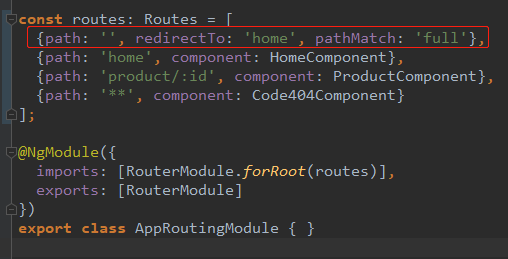 const routes: Routes = [
  {path: '', redirectTo: 'home', pathMatch: 'full'},
  {path: 'home', component: HomeComponent},
  {path: 'product/:id', component: ProductComponent},
  {path: '**', component: Code404Component}
];
@NgModule({
  imports: [RouterModule.forRoot(routes)],
  exports: [RouterModule]
})
export class AppRoutingModule { }